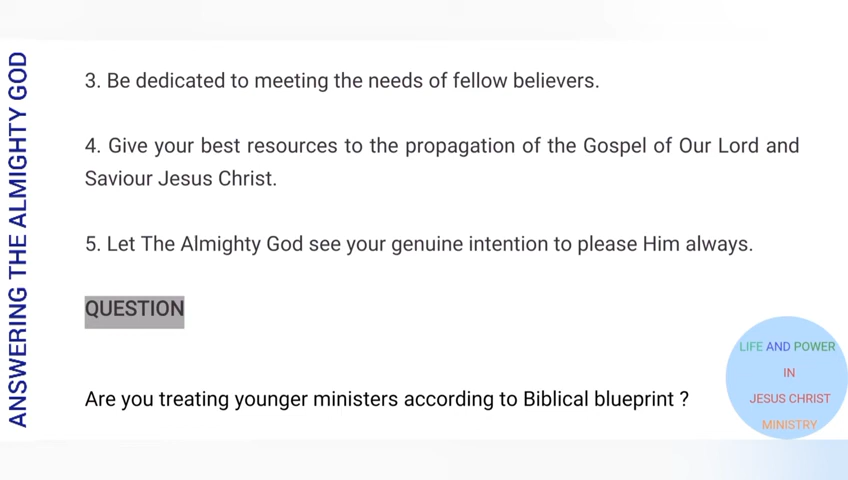 ANSWERING THE ALMIGHTY GOD
3. Be dedicated to meeting the needs of fellow believers.
4. Give your best resources to the propagation of the Gospel of Our Lord and
Saviour Jesus Christ.
5. Let The Almighty God see your genuine intention to please Him always.
QUESTION
Are you treating younger ministers according to Biblical blueprint ?
LIFE AND POWER
IN
JESUS CHRIST
MINISTRY